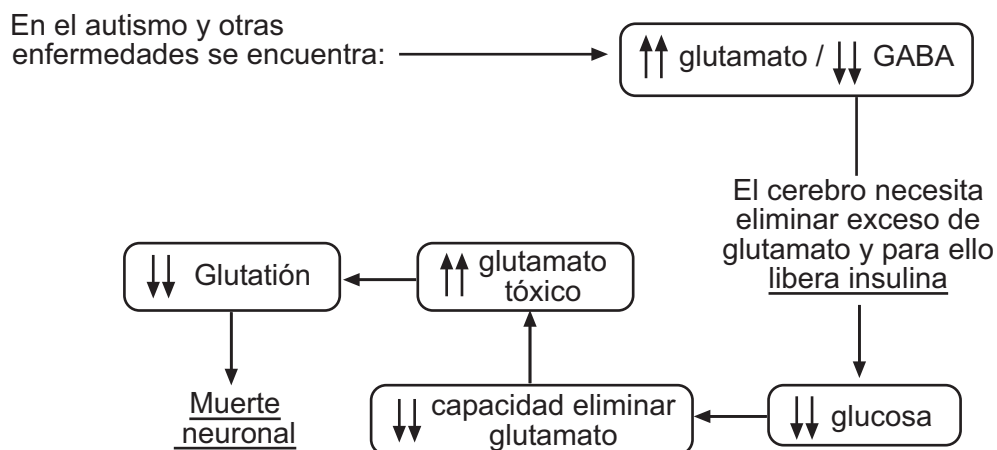 En el autismo y otras
enfermedades se encuentra:
↑↑ glutamato / ↓↓ GABA
El cerebro necesita
eliminar exceso de
glutamato y para ello
libera insulina
↓↓ glucosa
↓↓ capacidad eliminar
glutamato
↑↑ glutamato
tóxico
↓↓ Glutatión
Muerte
neuronal